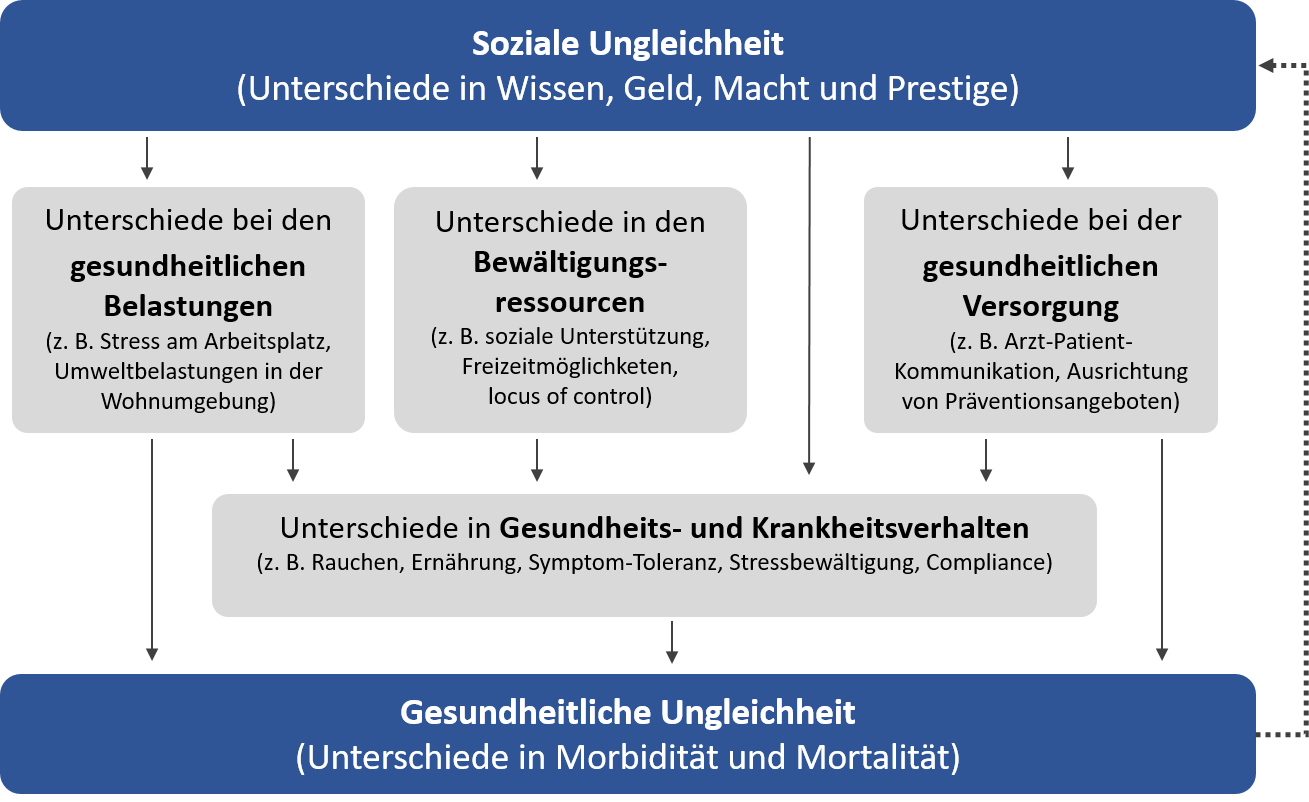 Soziale Ungleichheit
(Unterschiede in Wissen, Geld, Macht und Prestige)
Unterschiede bei den
gesundheitlichen
Belastungen
(z. B. Stress am Arbeitsplatz,
Umweltbelastungen in der
Wohnumgebung)
Unterschiede in den
Bewältigungs-
ressourcen
(z. B. soziale Unterstützung,
Freizeitmöglichketen,
locus of control)
Unterschiede bei der
gesundheitlichen
Versorgung
(z. B. Arzt-Patient-
Kommunikation, Ausrichtung
von Präventionsangeboten)
Unterschiede in Gesundheits- und Krankheitsverhalten
(z. B. Rauchen, Ernährung, Symptom-Toleranz, Stressbewältigung, Compliance)
Gesundheitliche Ungleichheit
(Unterschiede in Morbidität und Mortalität)